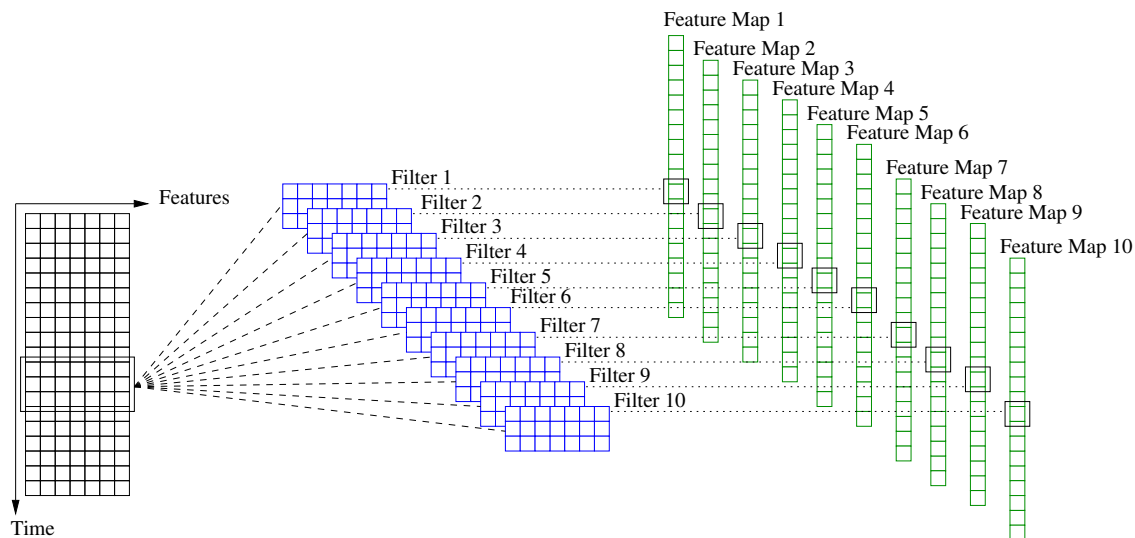 Feature Map 1
Feature Map 2
Feature Map 3
Feature Map 4
Feature Map 5
Feature Map 6
Feature Map 7
Feature Map 8
Feature Map 9
Feature Map 10
Filter 1
Filter 2
Filter 3
Filter 4
Filter 5
Filter 6
Filter 7
Filter 8
Filter 9
Filter 10
Features
Time